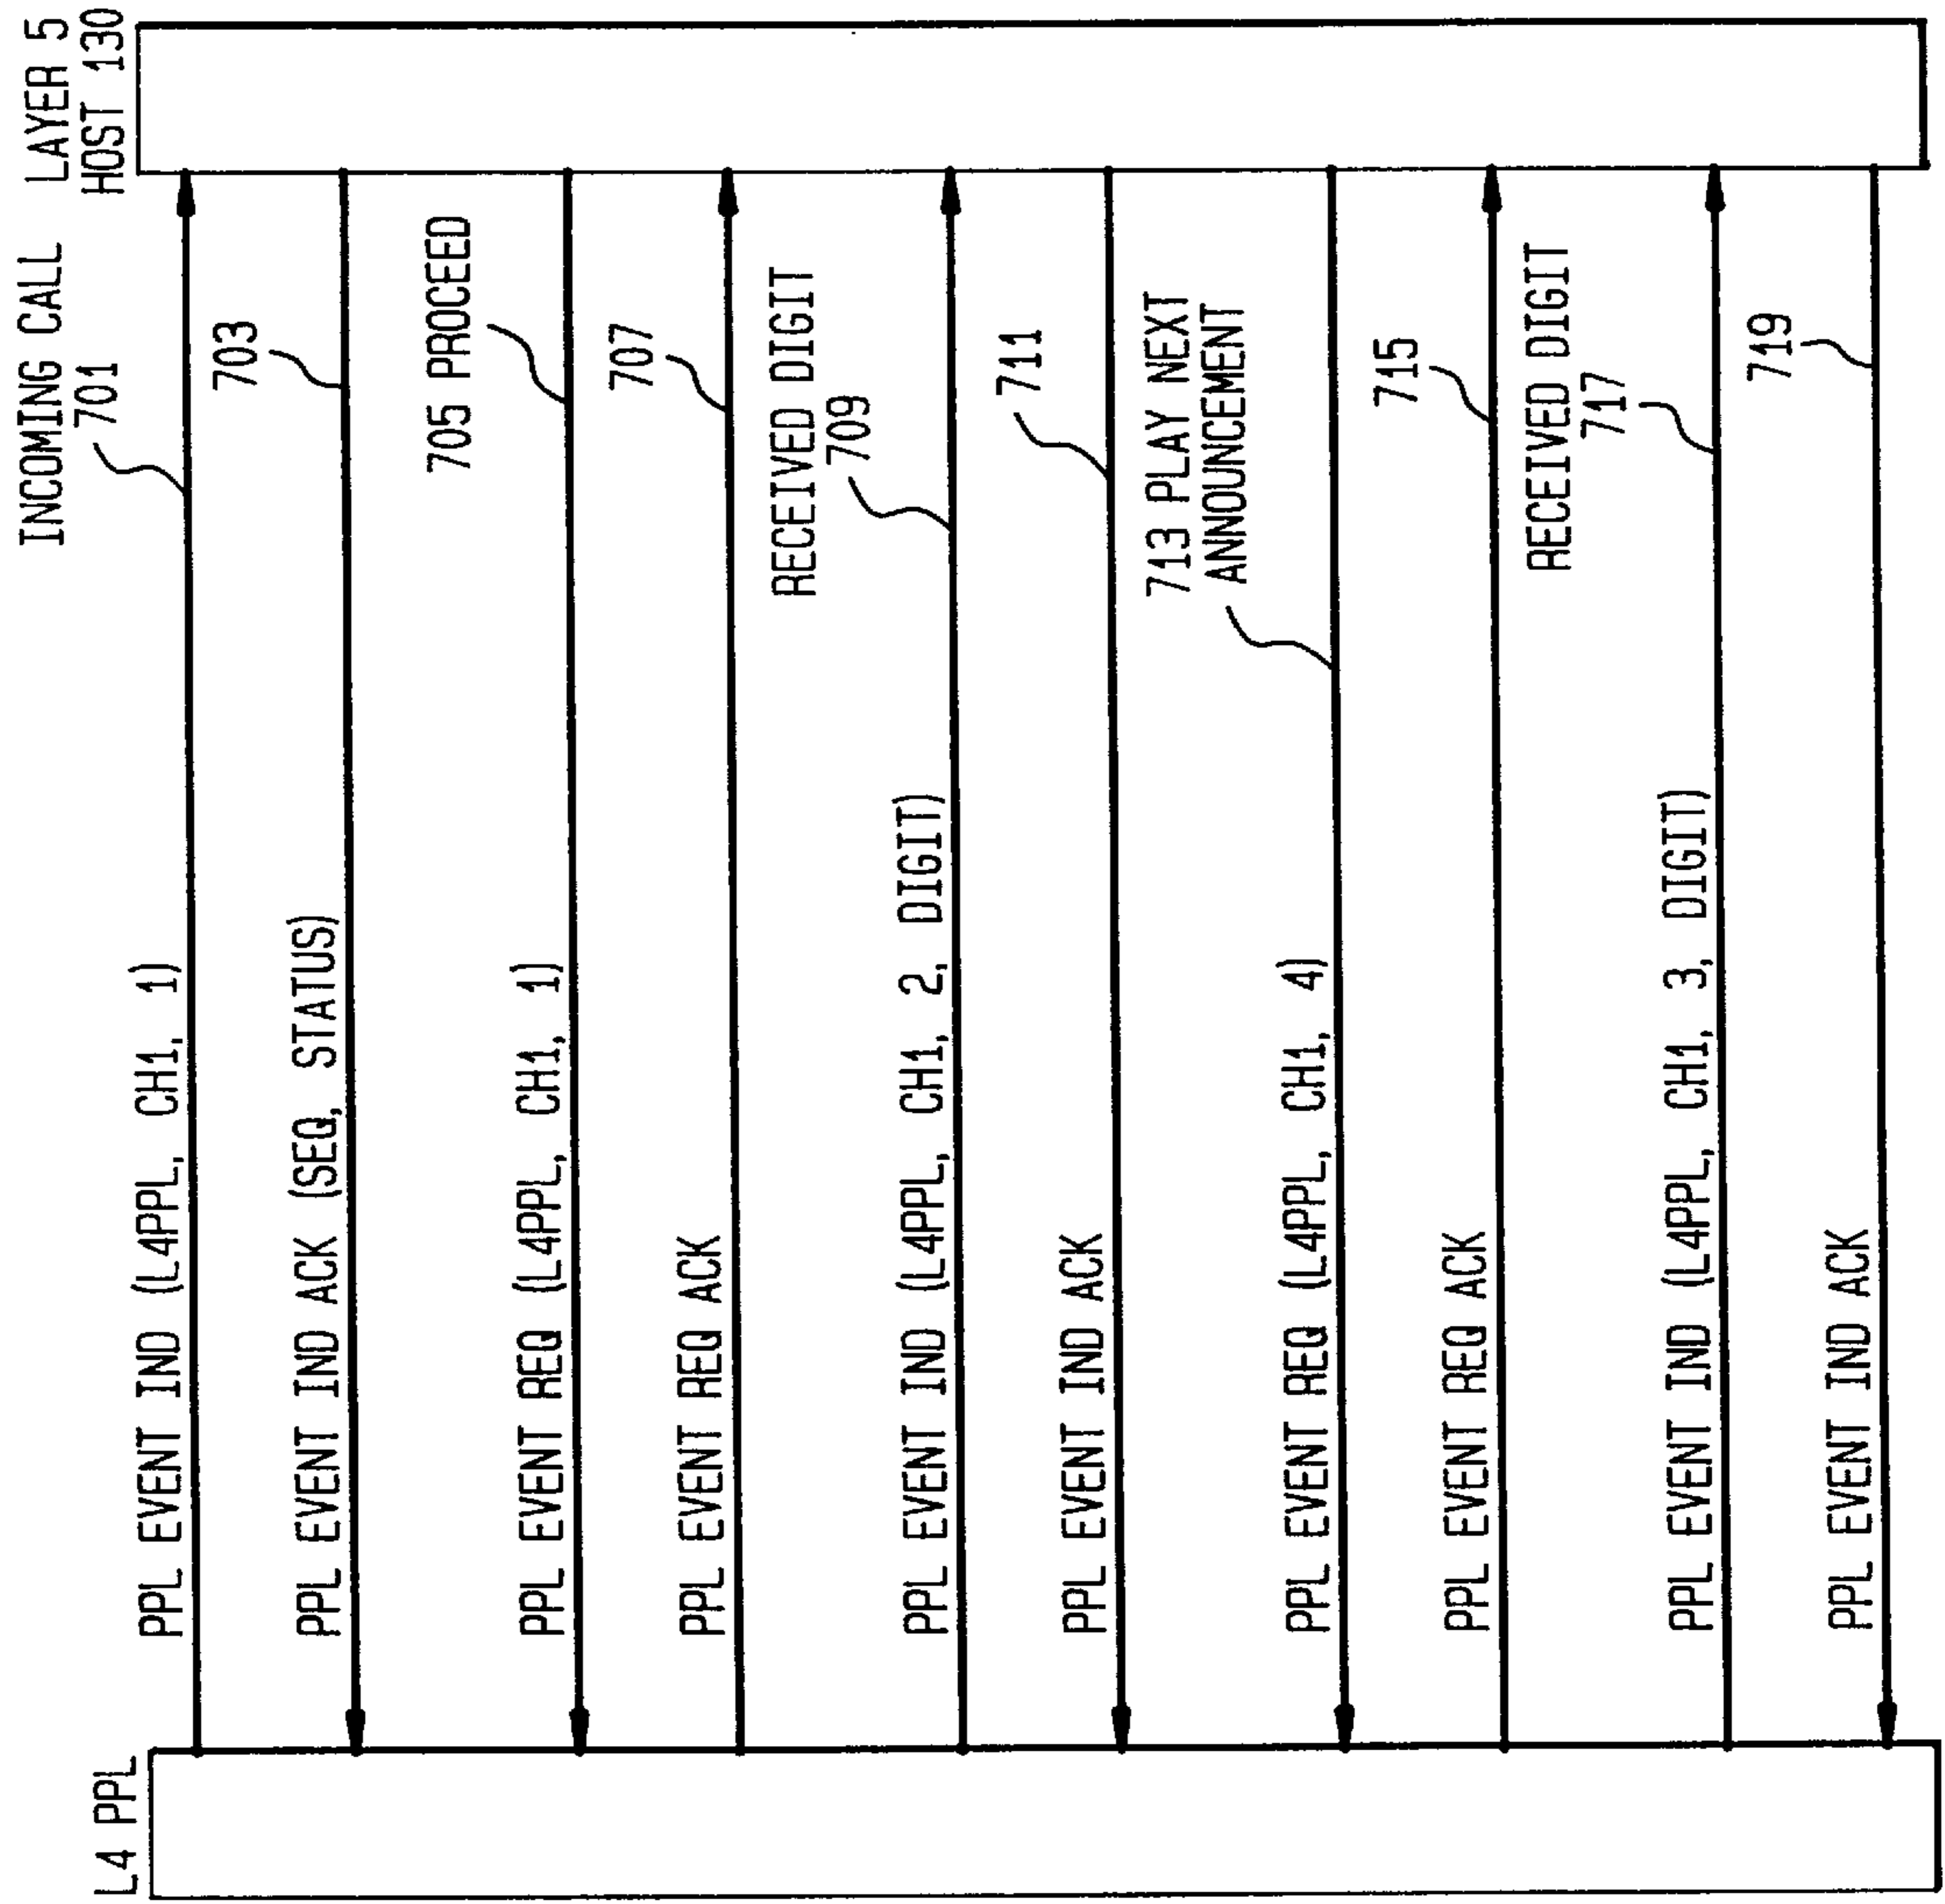 L4 PPL
LAYER 5
HOST 130
INCOMING CALL
701
PPL EVENT IND (L4PPL, CH1, 1)
703
PPL EVENT IND ACK (SEQ, STATUS)
705 PROCEED
PPL EVENT REQ (L4PPL, CH1, 1)
707
PPL EVENT REQ ACK
RECEIVED DIGIT
709
PPL EVENT IND (L4PPL, CH1, 2, DIGIT)
711
PPL EVENT IND ACK
713 PLAY NEXT
ANNOUNCEMENT
PPL EVENT REQ (L4PPL, CH1, 4)
715
PPL EVENT REQ ACK
RECEIVED DIGIT
717
PPL EVENT IND (L4PPL, CH1, 3, DIGIT)
719
PPL EVENT IND ACK